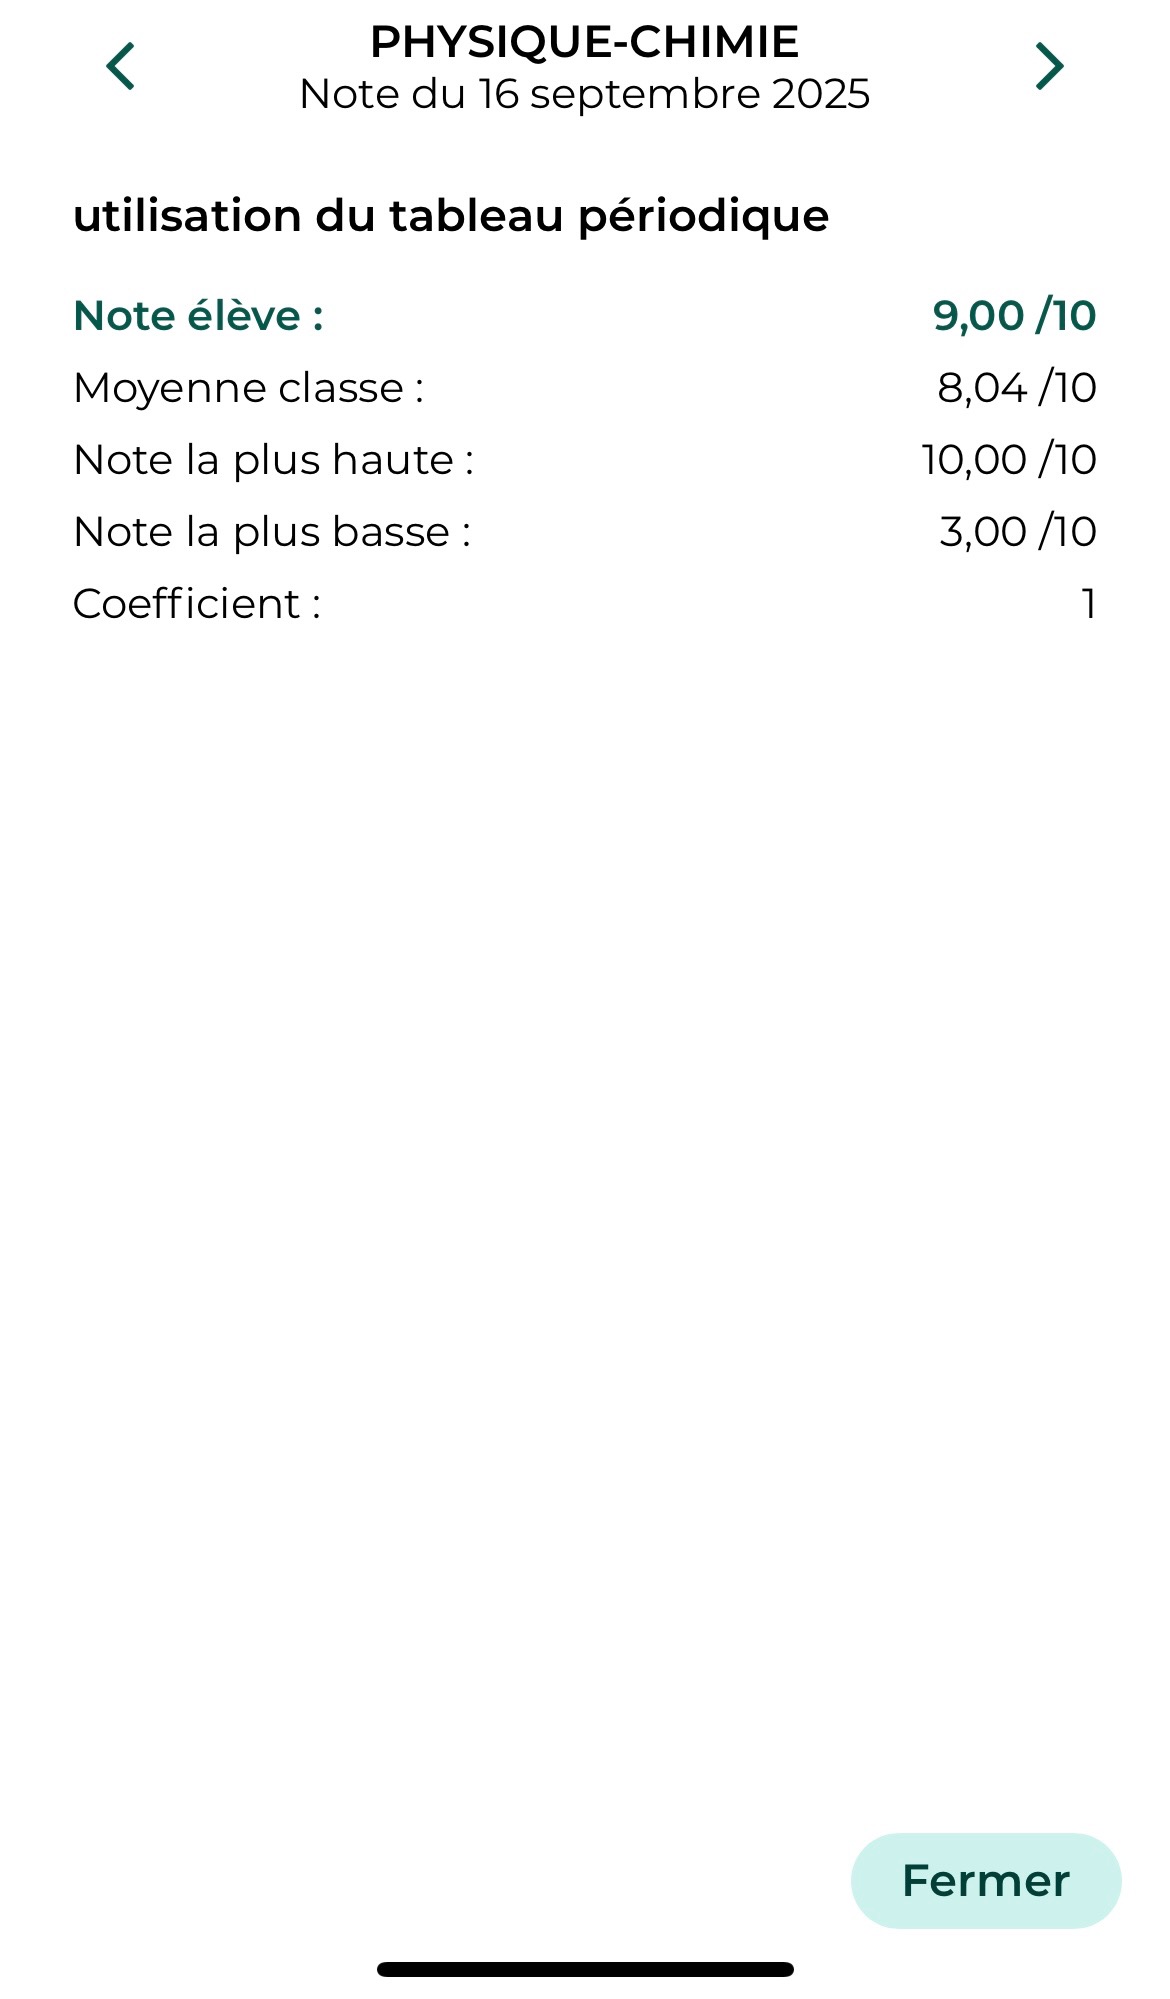 PHYSIQUE-CHIMIE
Note du 16 septembre 2025
utilisation du tableau périodique
Note élève : 9,00 /10
Moyenne classe : 8,04 /10
Note la plus haute : 10,00 /10
Note la plus basse : 3,00 /10
Coefficient : 1
Fermer